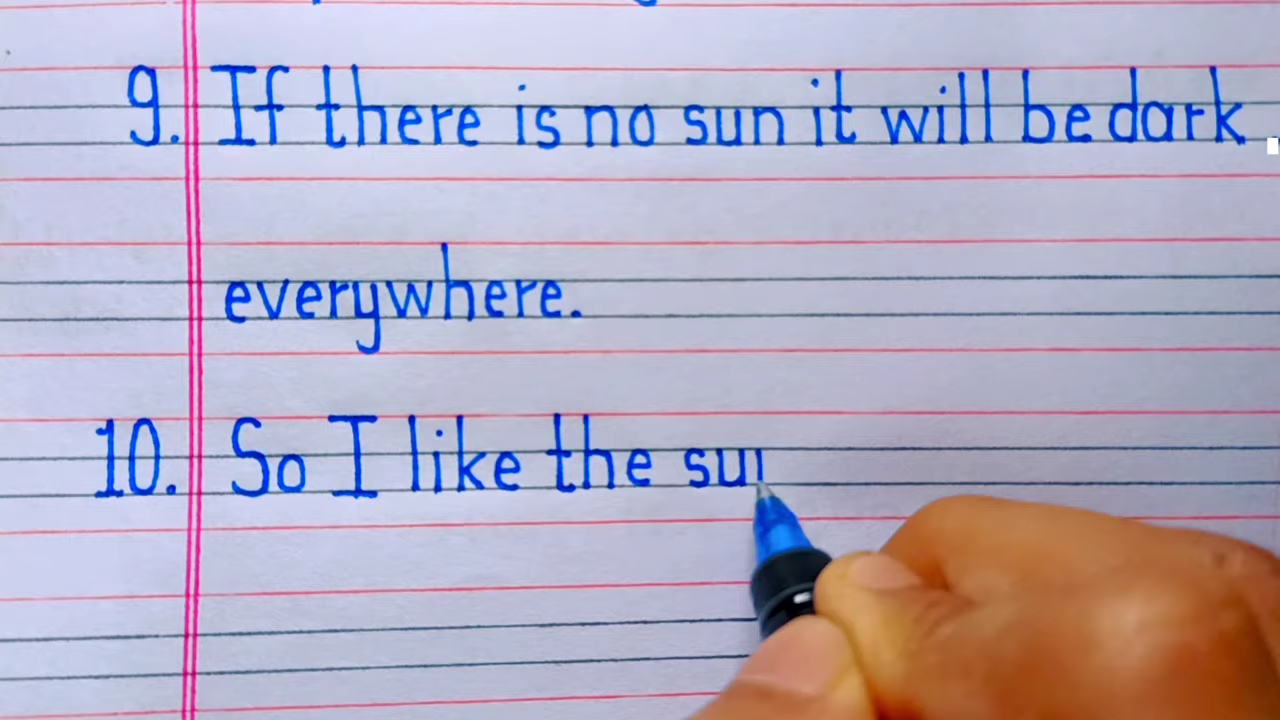 9. If there is no sun it will be dark
everywhere.
10. So I like the su